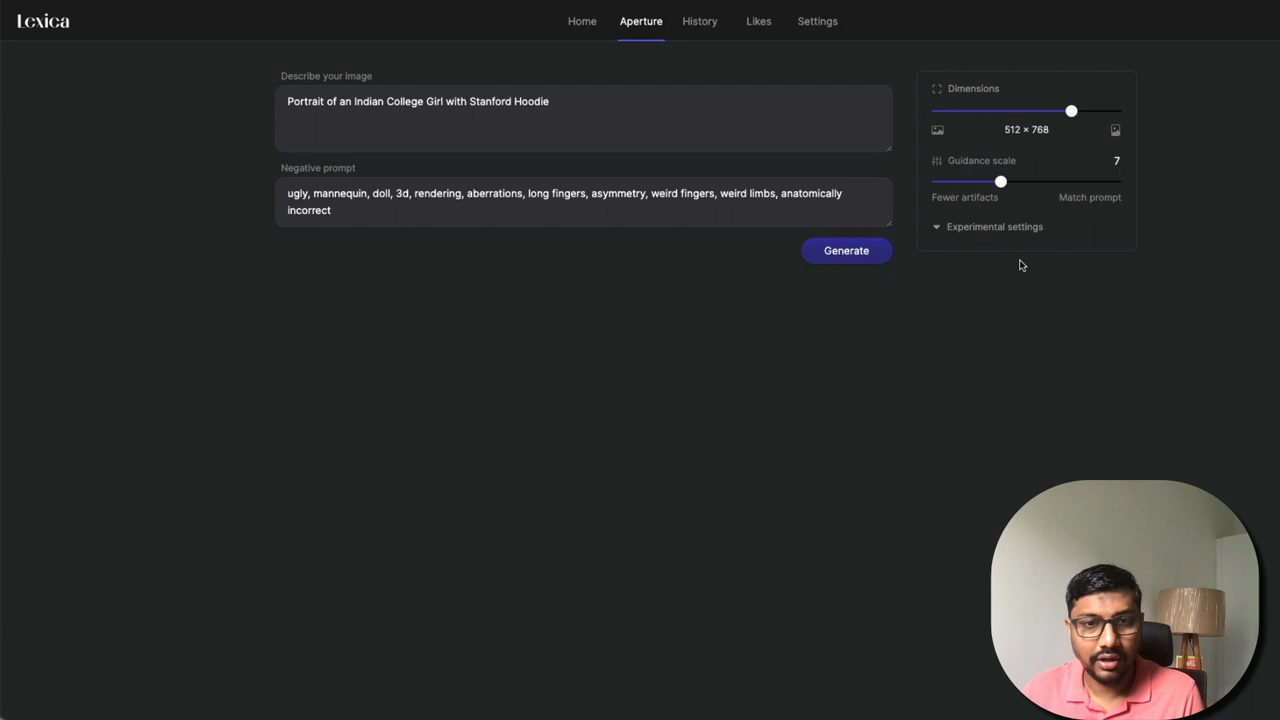 Lexica
Home Aperture History Likes Settings
Describe your image
Portrait of an Indian College Girl with Stanford Hoodie
Negative prompt
ugly, mannequin, doll, 3d, rendering, aberrations, long fingers, asymmetry, weird fingers, weird limbs, anatomically
incorrect
Generate
Dimensions
512 × 768
Guidance scale 7
Fewer artifacts Match prompt
Experimental settings